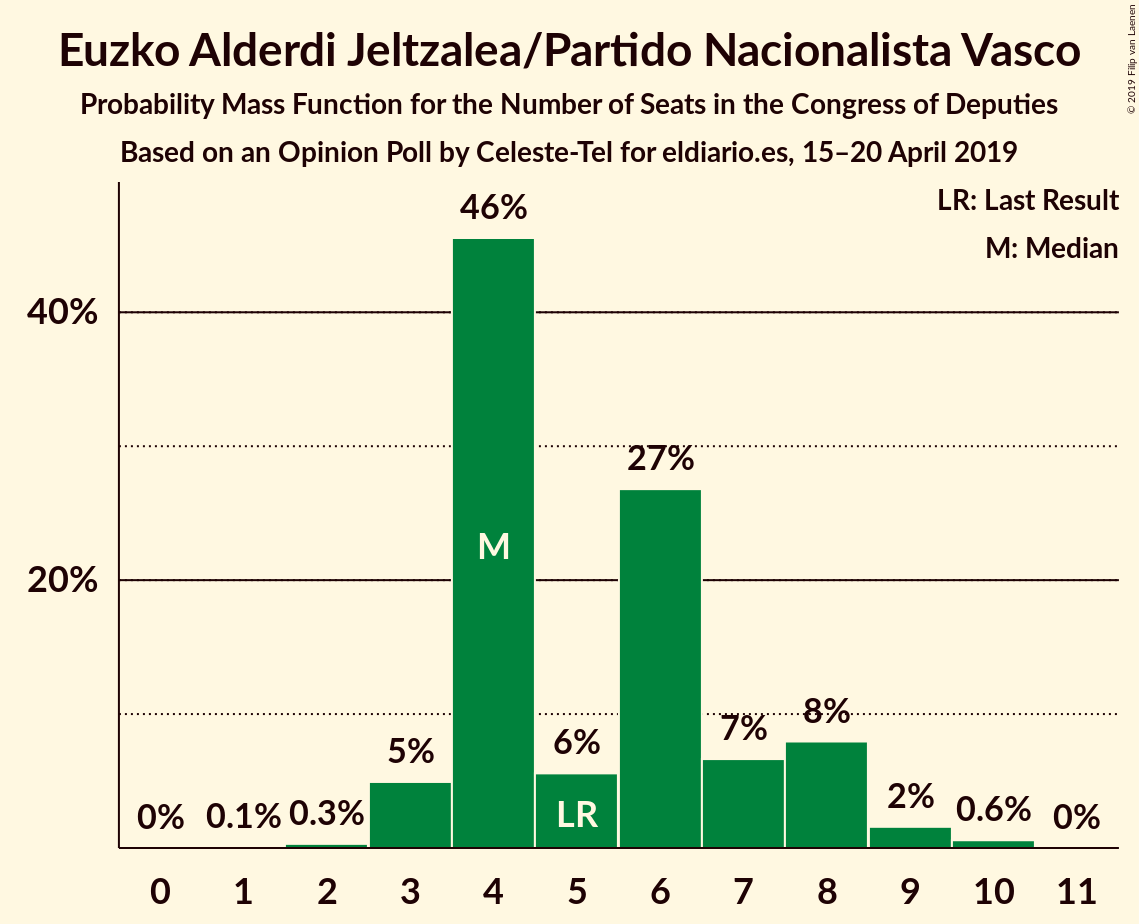 Euzko Alderdi Jeltzalea/Partido Nacionalista Vasco
Probability Mass Function for the Number of Seats in the Congress of Deputies
Based on an Opinion Poll by Celeste-Tel for eldiario.es, 15–20 April 2019
© 2019 Filip van Laenen
LR: Last Result
M: Median
46%
40%
27%
M
20%
8%
7%
6%
5%
LR
2%
0.6%
0.3%
0.1%
0%
0%
0 1 2 3 4 5 6 7 8 9 10 11